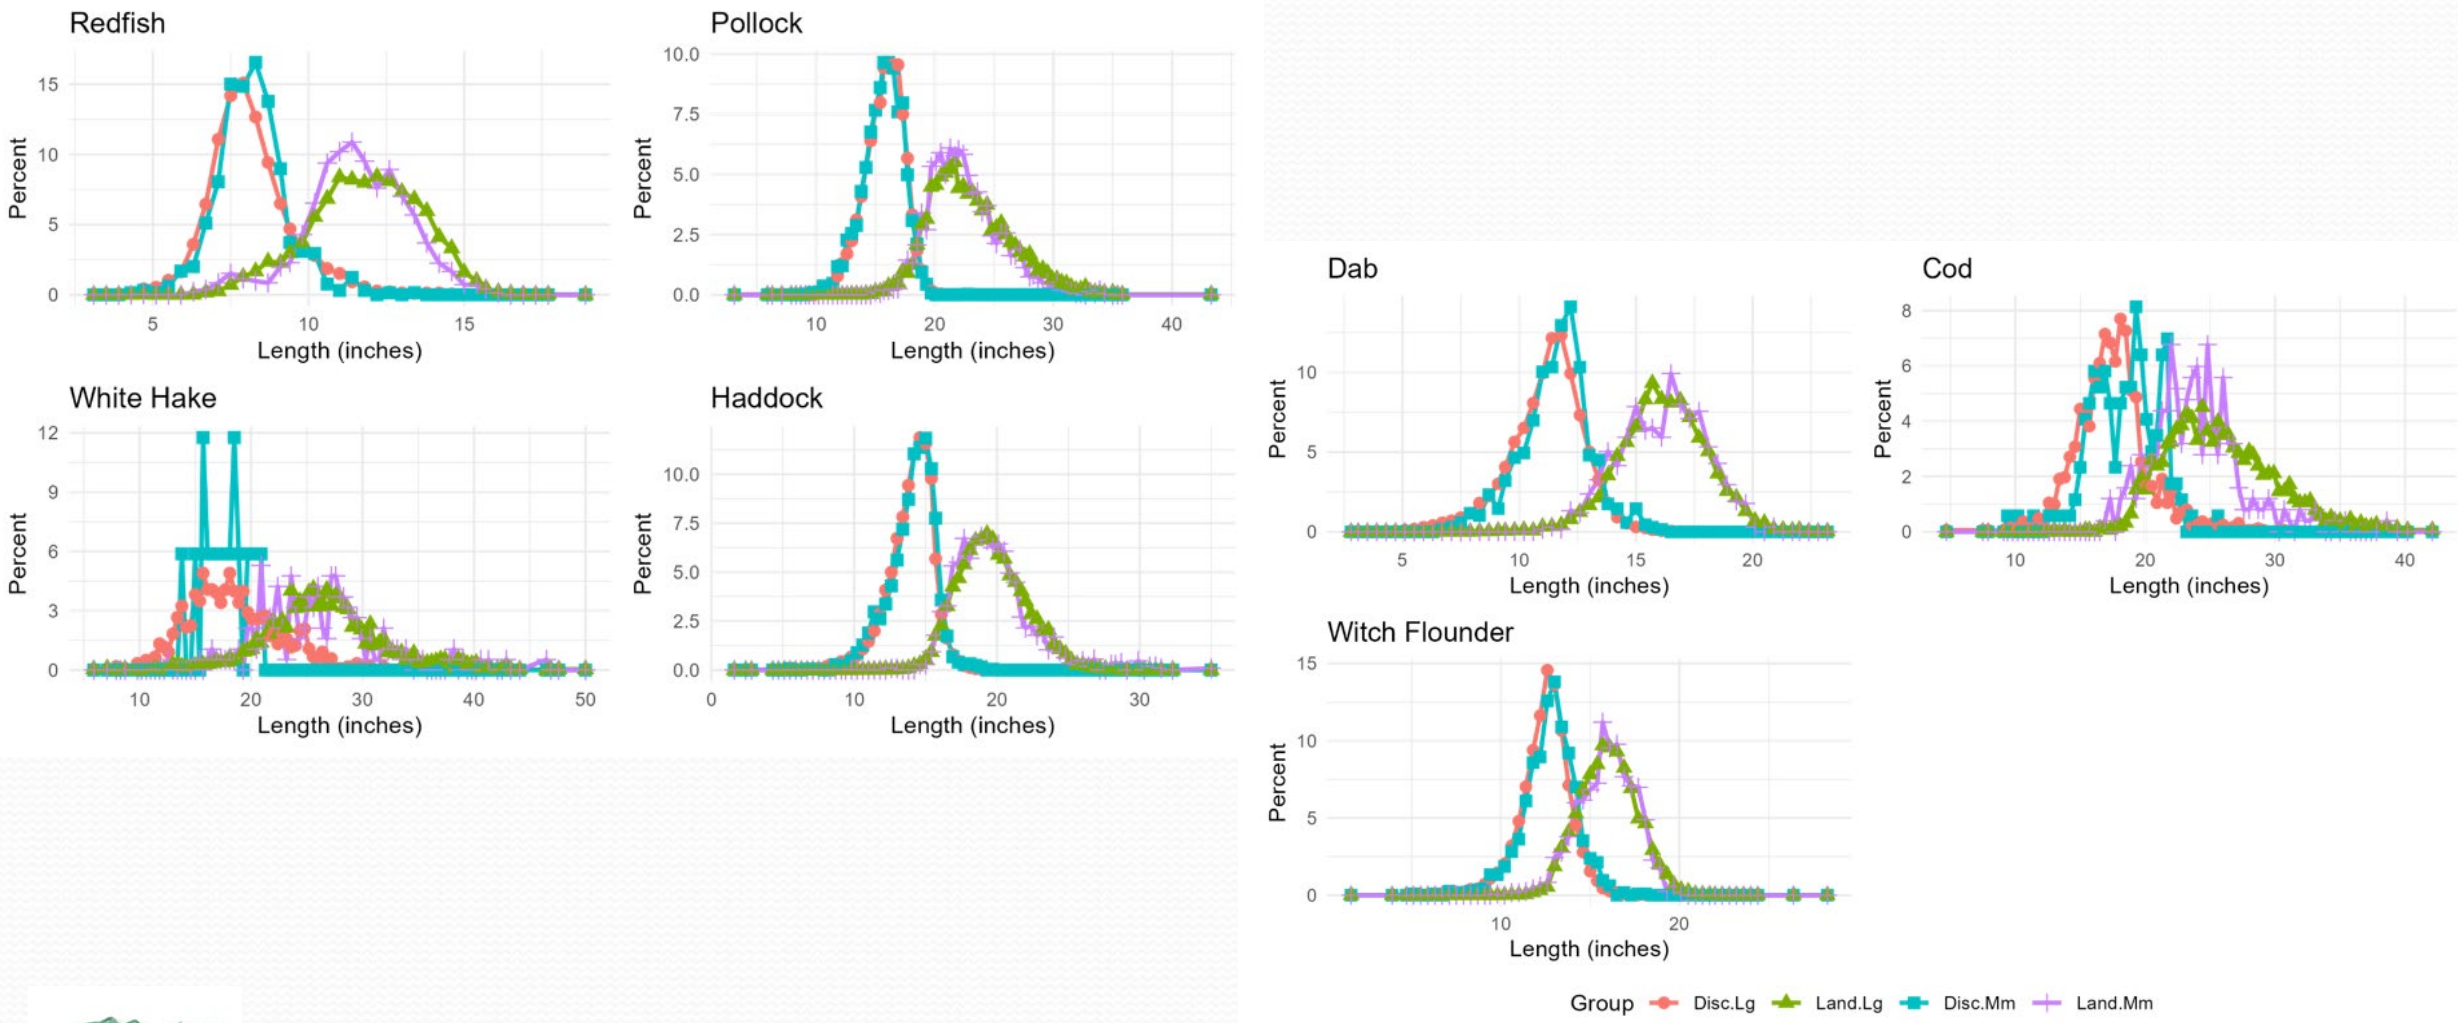 Redfish
Percent
15
10
5
0
5 10 15
Length (inches)
Pollock
Percent
10.0
7.5
5.0
2.5
0.0
10 20 30 40
Length (inches)
White Hake
Percent
12
9
6
3
0
10 20 30 40 50
Length (inches)
Haddock
Percent
10.0
7.5
5.0
2.5
0.0
0 10 20 30
Length (inches)
Dab
Percent
10
5
0
5 10 15 20
Length (inches)
Cod
Percent
8
6
4
2
0
10 20 30 40
Length (inches)
Witch Flounder
Percent
15
10
5
0
10 20
Length (inches)
Group Disc.Lg Land.Lg Disc.Mm Land.Mm